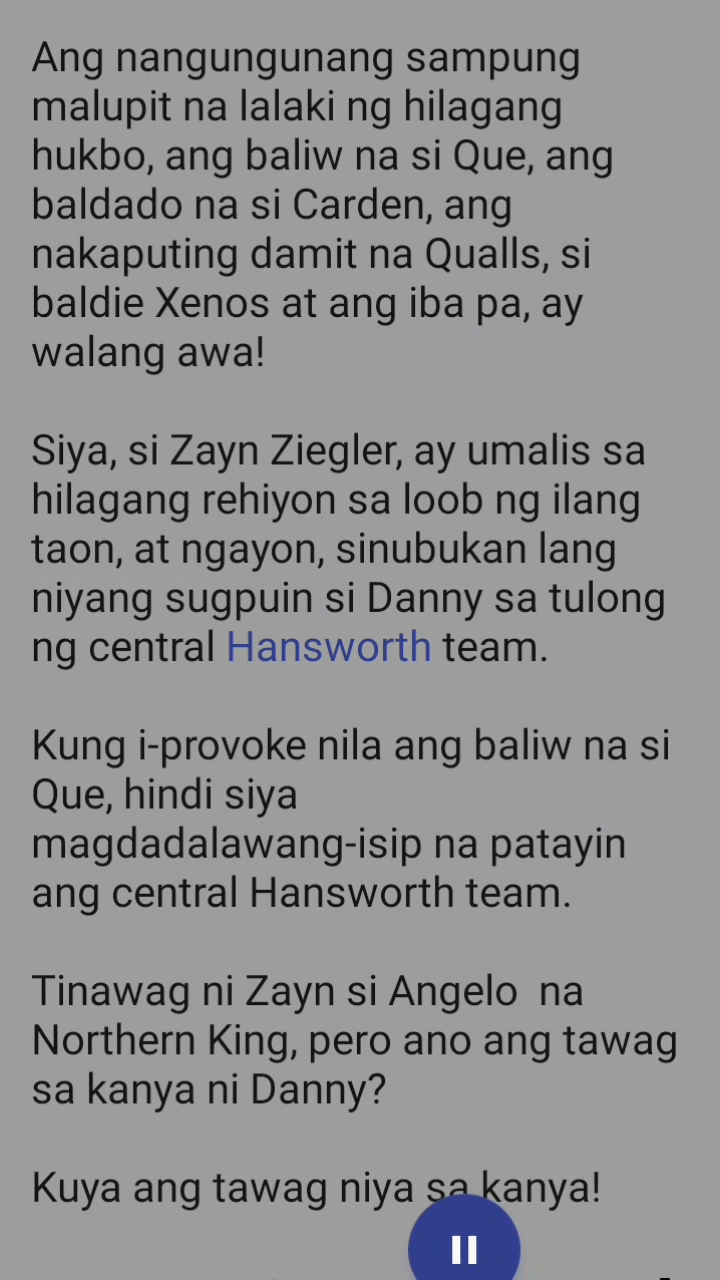 Ang nangungunang sampung
malupit na lalaki ng hilagang
hukbo, ang baliw na si Que, ang
baldado na si Carden, ang
nakaputing damit na Qualls, si
baldie Xenos at ang iba pa, ay
walang awa!
Siya, si Zayn Ziegler, ay umalis sa
hilagang rehiyon sa loob ng ilang
taon, at ngayon, sinubukan lang
niyang sugpuin si Danny sa tulong
ng central Hansworth team.
Kung i-provoke nila ang baliw na si
Que, hindi siya
magdadalawang-isip na patayin
ang central Hansworth team.
Tinawag ni Zayn si Angelo  na
Northern King, pero ano ang tawag
sa kanya ni Danny?
Kuya ang tawag niya sa kanya!